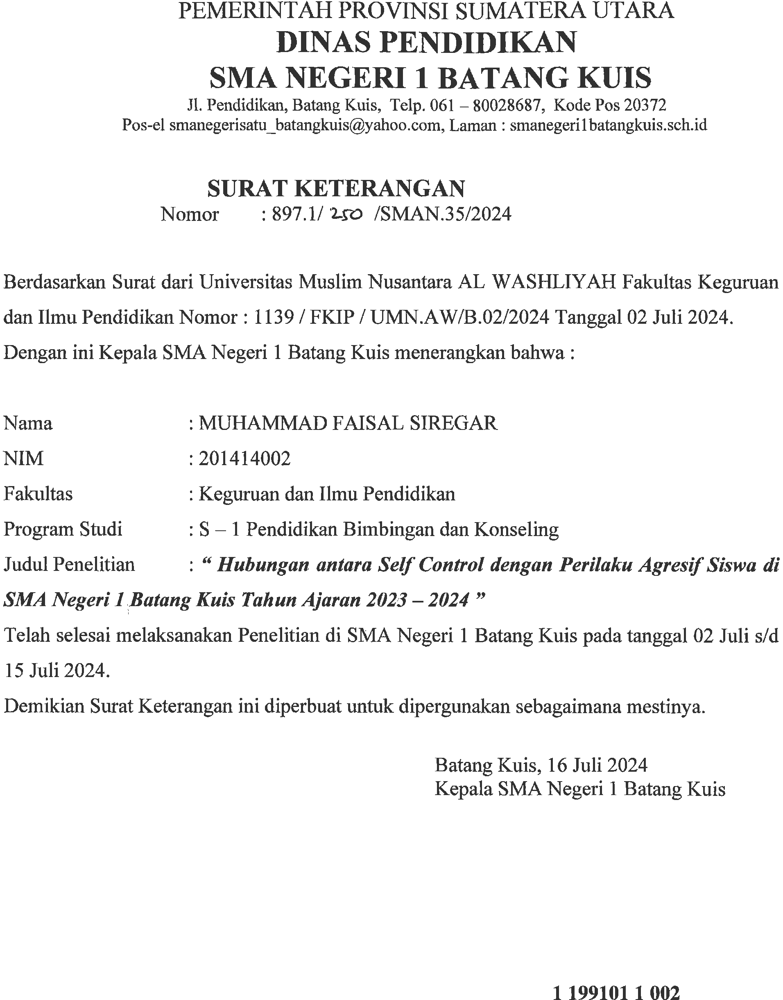 PEMERINTAH PROVINSI SUMATERA UTARA
DINAS PENDIDIKAN
SMA NEGERI 1 BATANG KUIS
Jl. Pendidikan, Batang Kuis, Telp. 061 – 80028687, Kode Pos 20372
Pos-el smanegerisatu_batangkuis@yahoo.com, Laman : smanegeri1batangkuis.sch.id
SURAT KETERANGAN
Nomor : 897.1/ 250 /SMAN.35/2024
Berdasarkan Surat dari Universitas Muslim Nusantara AL WASHLIYAH Fakultas Keguruan
dan Ilmu Pendidikan Nomor : 1139 / FKIP / UMN.AW/B.02/2024 Tanggal 02 Juli 2024.
Dengan ini Kepala SMA Negeri 1 Batang Kuis menerangkan bahwa :
Nama : MUHAMMAD FAISAL SIREGAR
NIM : 201414002
Fakultas : Keguruan dan Ilmu Pendidikan
Program Studi : S – 1 Pendidikan Bimbingan dan Konseling
Judul Penelitian : “ Hubungan antara Self Control dengan Perilaku Agresif Siswa di
SMA Negeri 1 Batang Kuis Tahun Ajaran 2023 – 2024 ”
Telah selesai melaksanakan Penelitian di SMA Negeri 1 Batang Kuis pada tanggal 02 Juli s/d
15 Juli 2024.
Demikian Surat Keterangan ini diperbuat untuk dipergunakan sebagaimana mestinya.
Batang Kuis, 16 Juli 2024
Kepala SMA Negeri 1 Batang Kuis
1 199101 1 002